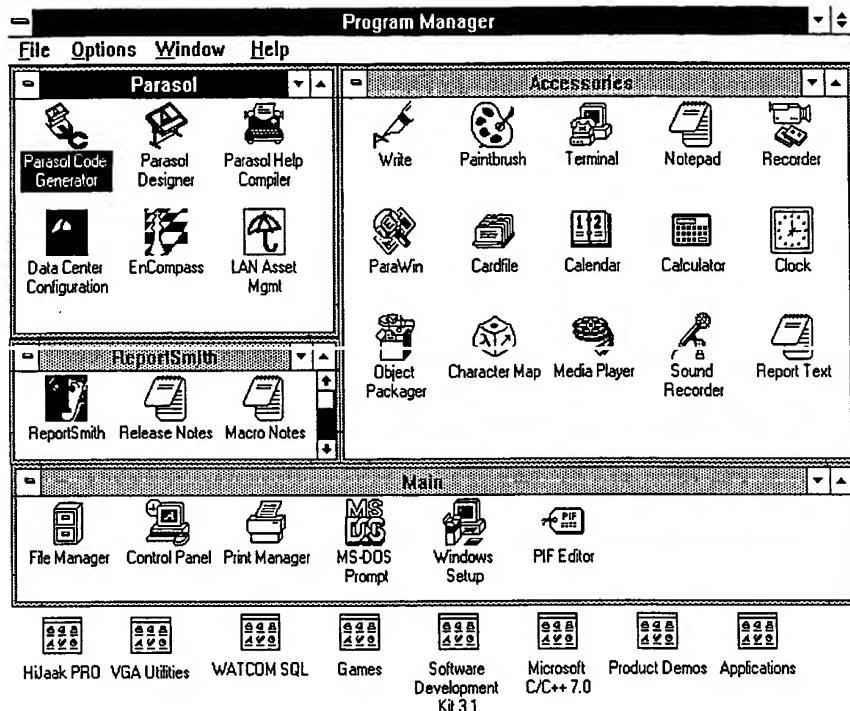 Program Manager
File Options Window Help
Parasol
Parasol Code
Generator
Parasol
Designer
Parasol Help
Compiler
Data Center
Configuration
EnCompass
LAN Asset
Mgmt
ReportSmith
ReportSmith
Release Notes
Macro Notes
Accessories
Write
Paintbrush
Terminal
Notepad
Recorder
ParaWin
Cardfile
Calendar
Calculator
Clock
Object
Packager
Character Map
Media Player
Sound
Recorder
Report Text
Main
File Manager
Control Panel
Print Manager
MS
DOS
MS-DOS
Prompt
Windows
Setup
PIF
PIF Editor
HiJaak PRO
VGA Utilities
WATCOM SQL
Games
Software
Development
Kit 3.1
Microsoft
C/C++ 7.0
Product Demos
Applications